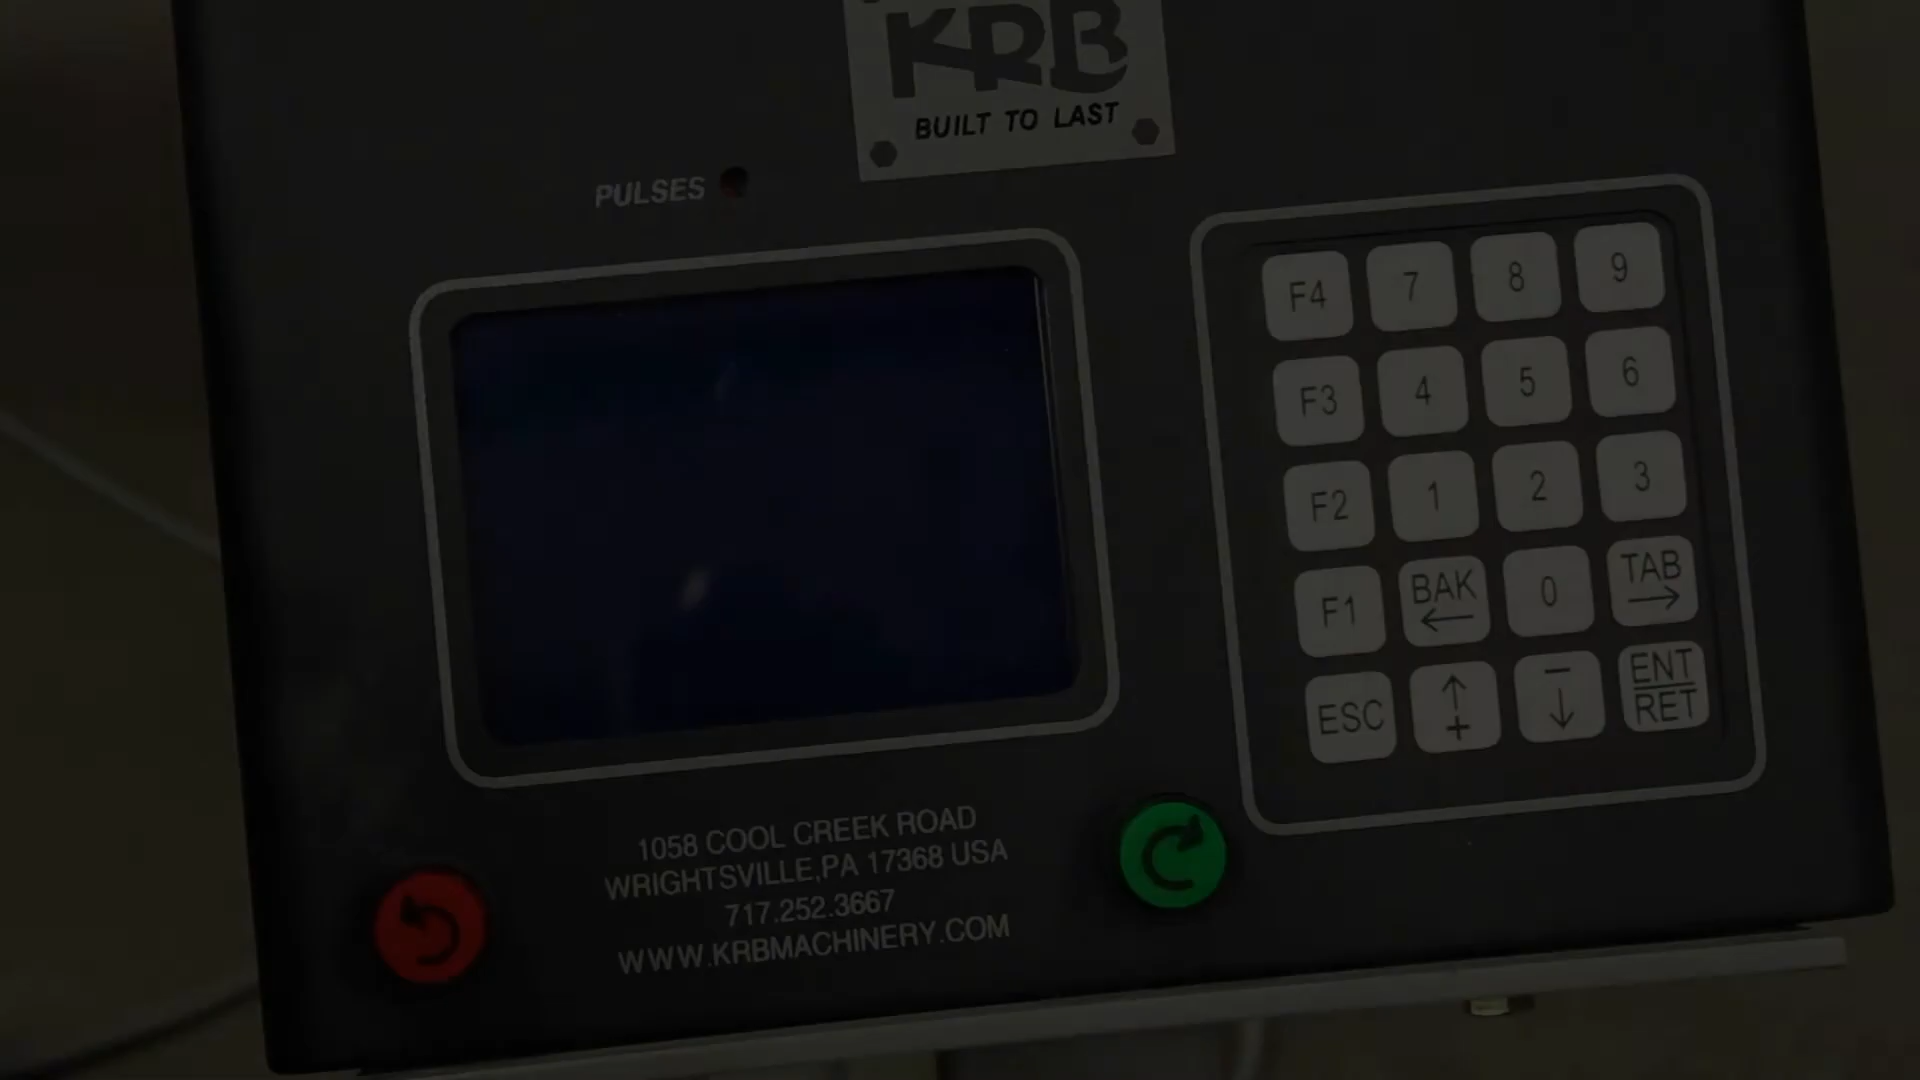 KRB
BUILT TO LAST
PULSES
F4 7 8 9
F3 4 5 6
F2 1 2 3
F1 BAK ← 0 TAB →
ESC ↑ + − ↓ ENT RET
1058 COOL CREEK ROAD
WRIGHTSVILLE,PA 17368 USA
717.252.3667
WWW.KRBMACHINERY.COM